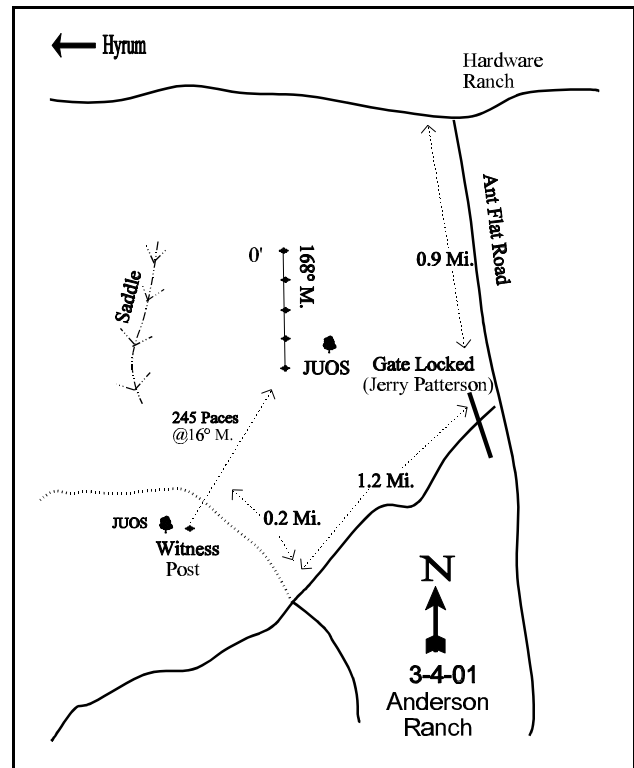 Hyrum
Hardware
Ranch
Ant Flat Road
0.9 Mi.
0'
168° M.
Saddle
JUOS
Gate Locked
(Jerry Patterson)
245 Paces
@16° M.
1.2 Mi.
0.2 Mi.
JUOS
Witness
Post
N
3-4-01
Anderson
Ranch